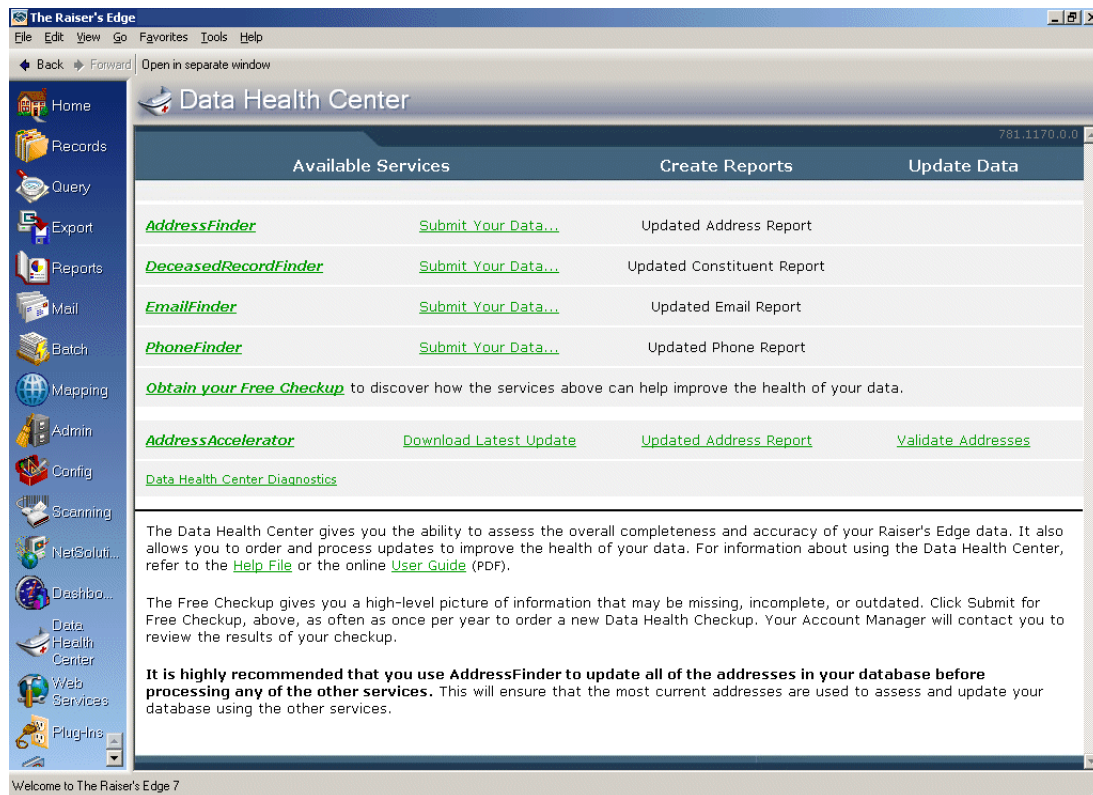 The Raiser's Edge
File Edit View Go Favorites Tools Help
Back Forward Open in separate window
Data Health Center
781.1170.0.0
Available Services Create Reports Update Data
AddressFinder Submit Your Data... Updated Address Report
DeceasedRecordFinder Submit Your Data... Updated Constituent Report
EmailFinder Submit Your Data... Updated Email Report
PhoneFinder Submit Your Data... Updated Phone Report
Obtain your Free Checkup to discover how the services above can help improve the health of your data.
AddressAccelerator Download Latest Update Updated Address Report Validate Addresses
Data Health Center Diagnostics
The Data Health Center gives you the ability to assess the overall completeness and accuracy of your Raiser's Edge data. It also
allows you to order and process updates to improve the health of your data. For information about using the Data Health Center,
refer to the Help File or the online User Guide (PDF).
The Free Checkup gives you a high-level picture of information that may be missing, incomplete, or outdated. Click Submit for
Free Checkup, above, as often as once per year to order a new Data Health Checkup. Your Account Manager will contact you to
review the results of your checkup.
It is highly recommended that you use AddressFinder to update all of the addresses in your database before
processing any of the other services. This will ensure that the most current addresses are used to assess and update your
database using the other services.
Home
Records
Query
Export
Reports
Mail
Batch
Mapping
Admin
Config
Scanning
NetSoluti...
Dashbo...
Data
Health
Center
Web
Services
Plug-Ins
Welcome to The Raiser's Edge 7